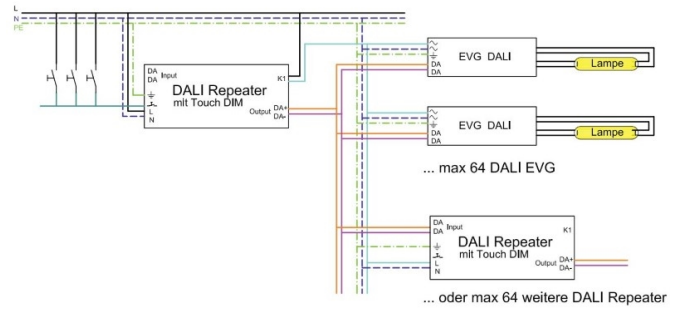 L
N
PE
DA
DA
Input
K1
DALI Repeater
mit Touch DIM
Output
DA+
DA-
L
N
EVG DALI
DA
DA
Lampe
EVG DALI
DA
DA
Lampe
... max 64 DALI EVG
DA
DA
Input
K1
DALI Repeater
mit Touch DIM
Output
DA+
DA-
L
N
... oder max 64 weitere DALI Repeater